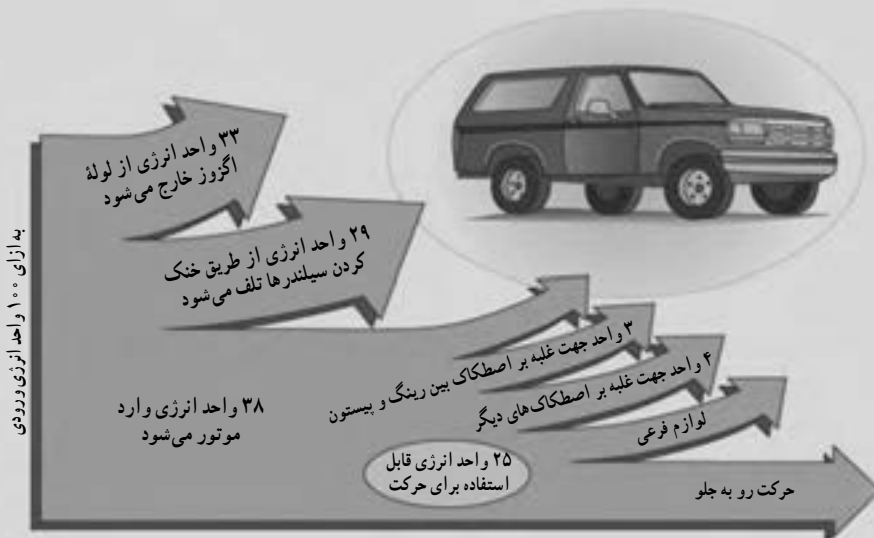 ۳۳ واحد انرژی از لولهٔ
اگزوز خارج می‌شود
۲۹ واحد انرژی از طریق خنک
کردن سیلندرها تلف می‌شود
به ازای ۱۰۰ واحد انرژی ورودی
۳ واحد جهت غلبه بر اصطکاک بین رینگ و پیستون
۴ واحد جهت غلبه بر اصطکاک‌های دیگر
۳۸ واحد انرژی وارد
موتور می‌شود
لوازم فرعی
۲۵ واحد انرژی قابل
استفاده برای حرکت
حرکت رو به جلو